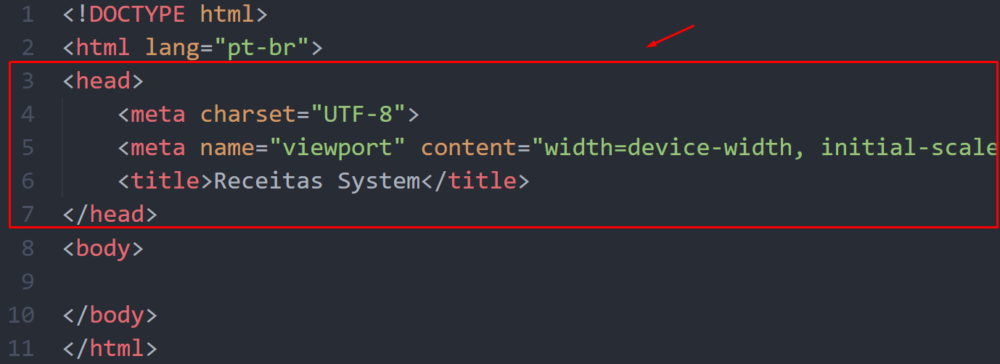 1 <!DOCTYPE html>
2 <html lang="pt-br">
3 <head>
4 <meta charset="UTF-8">
5 <meta name="viewport" content="width=device-width, initial-scale
6 <title>Receitas System</title>
7 </head>
8 <body>
9
10 </body>
11 </html>